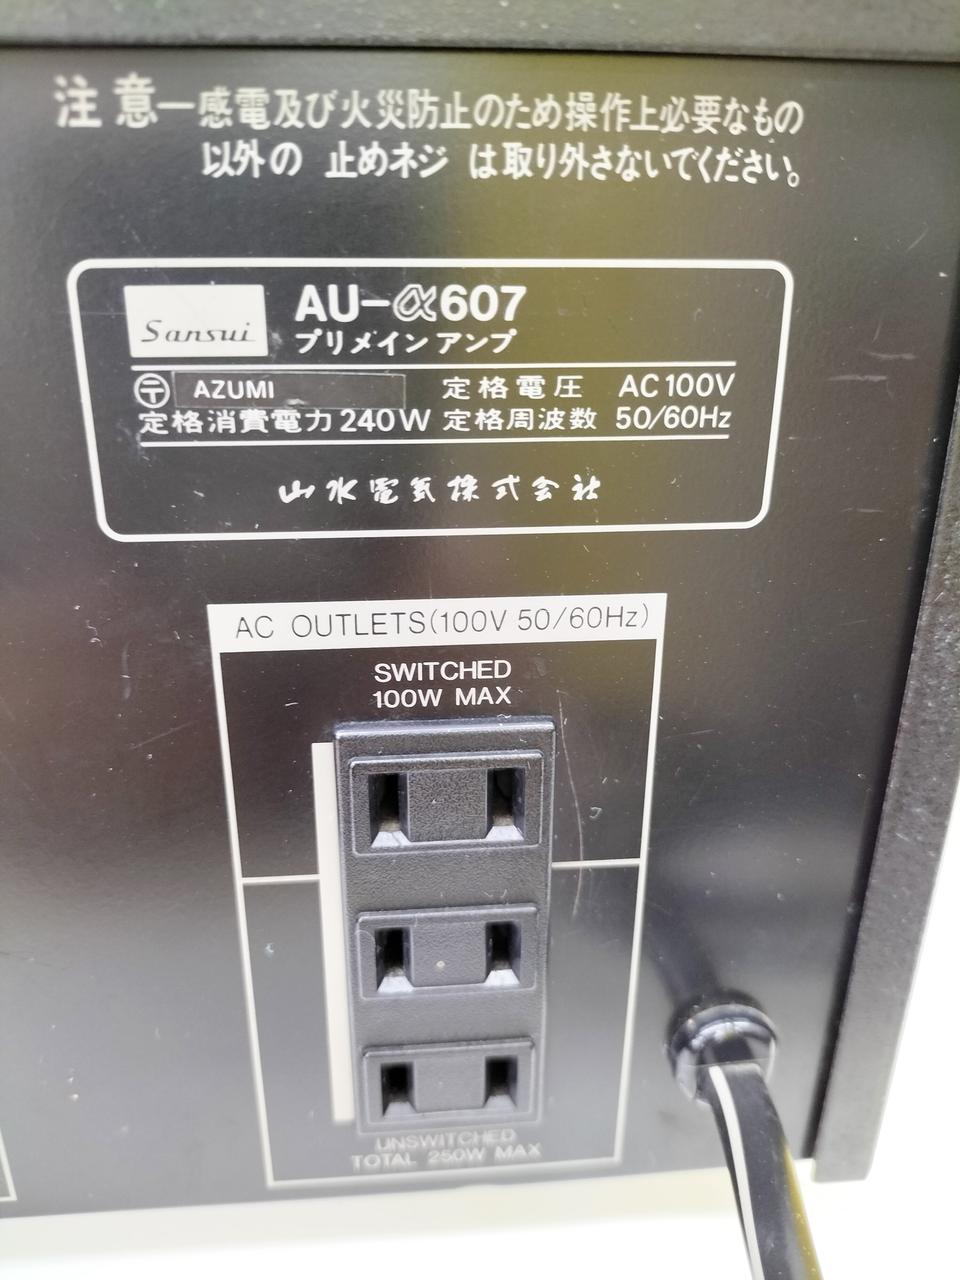 注意—感電及び火災防止のため操作上必要なもの
以外の 止めネジ は取り外さないでください。
Sansui
AU-α607
プリメインアンプ
〒 AZUMI
定格電圧 AC100V
定格消費電力240W 定格周波数 50/60Hz
山水電気株式会社
AC OUTLETS(100V 50/60Hz)
SWITCHED
100W MAX
UNSWITCHED
TOTAL 250W MAX